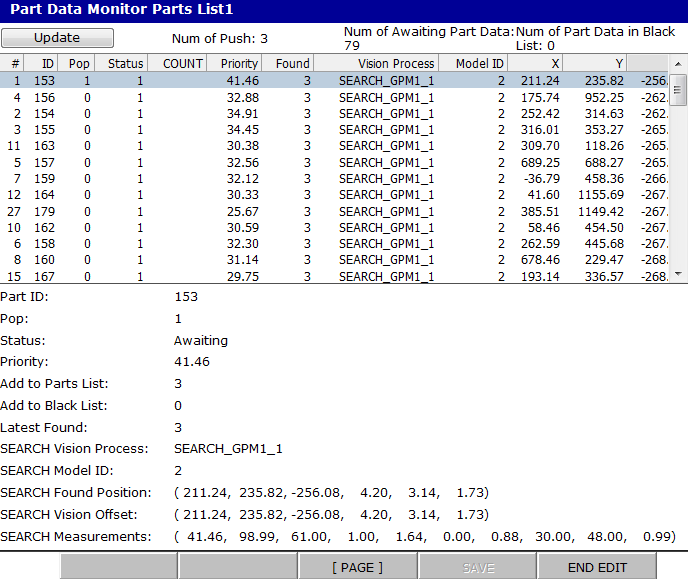 Part Data Monitor Parts List1
Update Num of Push: 3 Num of Awaiting Part Data: 79 Num of Part Data in Black List: 0
# ID Pop Status COUNT Priority Found Vision Process Model ID X Y
1 153 1 1 41.46 3 SEARCH_GPM1_1 2 211.24 235.82 -256.
4 156 0 1 32.88 3 SEARCH_GPM1_1 2 175.74 952.25 -262.
2 154 0 1 34.91 3 SEARCH_GPM1_1 2 252.42 314.63 -262.
3 155 0 1 34.45 3 SEARCH_GPM1_1 2 316.01 353.27 -265.
11 163 0 1 30.38 3 SEARCH_GPM1_1 2 309.70 118.26 -265.
5 157 0 1 32.56 3 SEARCH_GPM1_1 2 689.25 688.27 -265.
7 159 0 1 32.12 3 SEARCH_GPM1_1 2 -36.79 458.36 -266.
12 164 0 1 30.33 3 SEARCH_GPM1_1 2 41.60 1155.69 -267.
27 179 0 1 25.67 3 SEARCH_GPM1_1 2 385.51 1149.42 -267.
10 162 0 1 30.59 3 SEARCH_GPM1_1 2 58.46 454.50 -267.
6 158 0 1 32.30 3 SEARCH_GPM1_1 2 262.59 445.68 -267.
8 160 0 1 31.14 3 SEARCH_GPM1_1 2 678.46 229.47 -268.
15 167 0 1 29.75 3 SEARCH_GPM1_1 2 193.14 336.57 -268.
Part ID: 153
Pop: 1
Status: Awaiting
Priority: 41.46
Add to Parts List: 3
Add to Black List: 0
Latest Found: 3
SEARCH Vision Process: SEARCH_GPM1_1
SEARCH Model ID: 2
SEARCH Found Position: ( 211.24, 235.82, -256.08, 4.20, 3.14, 1.73)
SEARCH Vision Offset: ( 211.24, 235.82, -256.08, 4.20, 3.14, 1.73)
SEARCH Measurements: ( 41.46, 98.99, 61.00, 1.00, 1.64, 0.00, 0.88, 30.00, 48.00, 0.99)
[ PAGE ] SAVE END EDIT